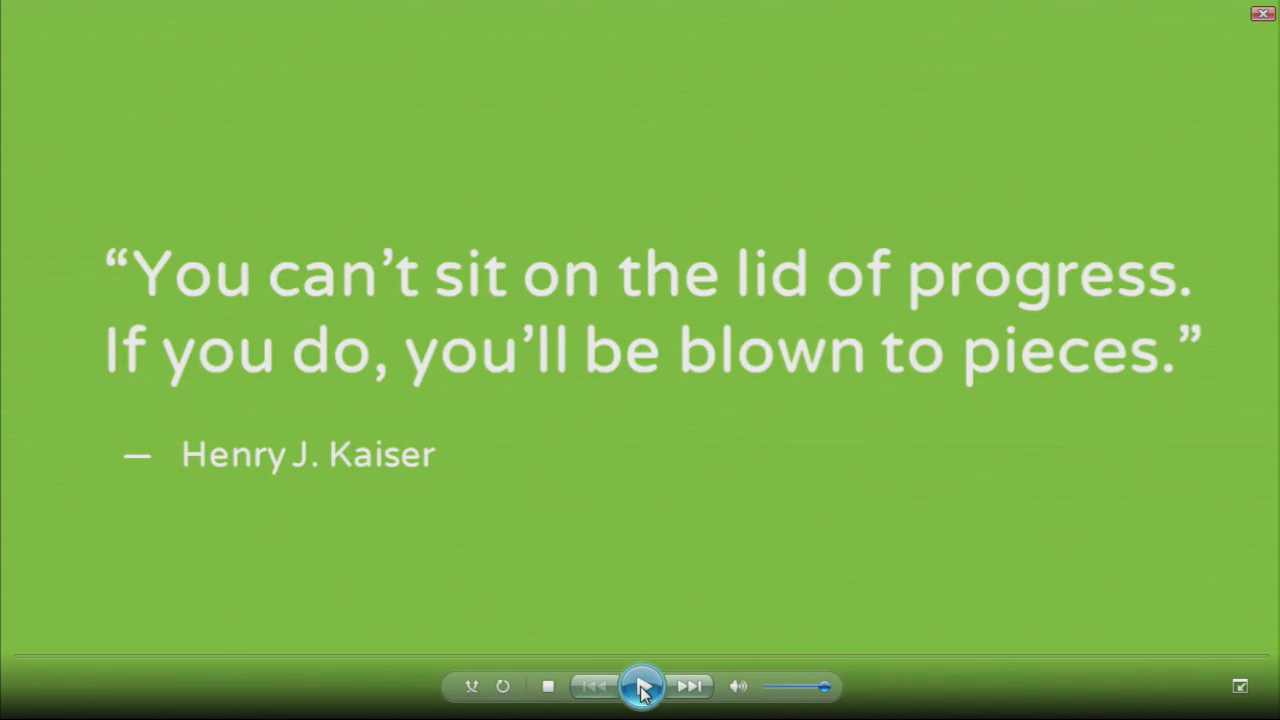 “You can’t sit on the lid of progress.
If you do, you’ll be blown to pieces.”
— Henry J. Kaiser